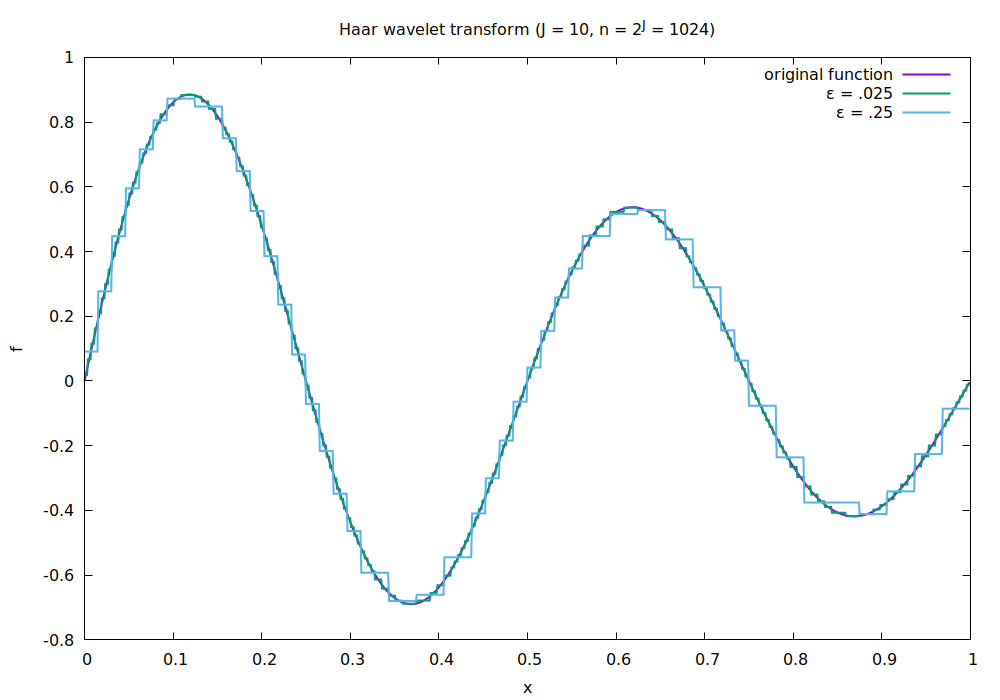 Haar wavelet transform (J = 10, n = 2^J = 1024)
original function
ε = .025
ε = .25
1
0.8
0.6
0.4
0.2
0
-0.2
-0.4
-0.6
-0.8
f
0 0.1 0.2 0.3 0.4 0.5 0.6 0.7 0.8 0.9 1
x